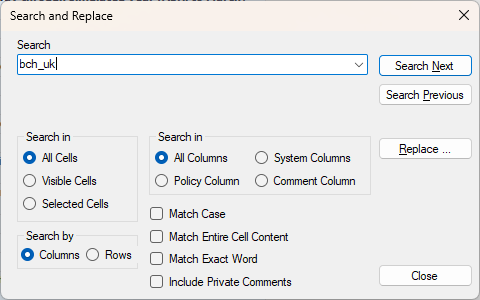 Search and Replace
Search
bch_uk
Search Next
Search Previous
Search in
All Cells
Visible Cells
Selected Cells
Search in
All Columns
System Columns
Policy Column
Comment Column
Replace ...
Match Case
Match Entire Cell Content
Match Exact Word
Include Private Comments
Search by
Columns
Rows
Close